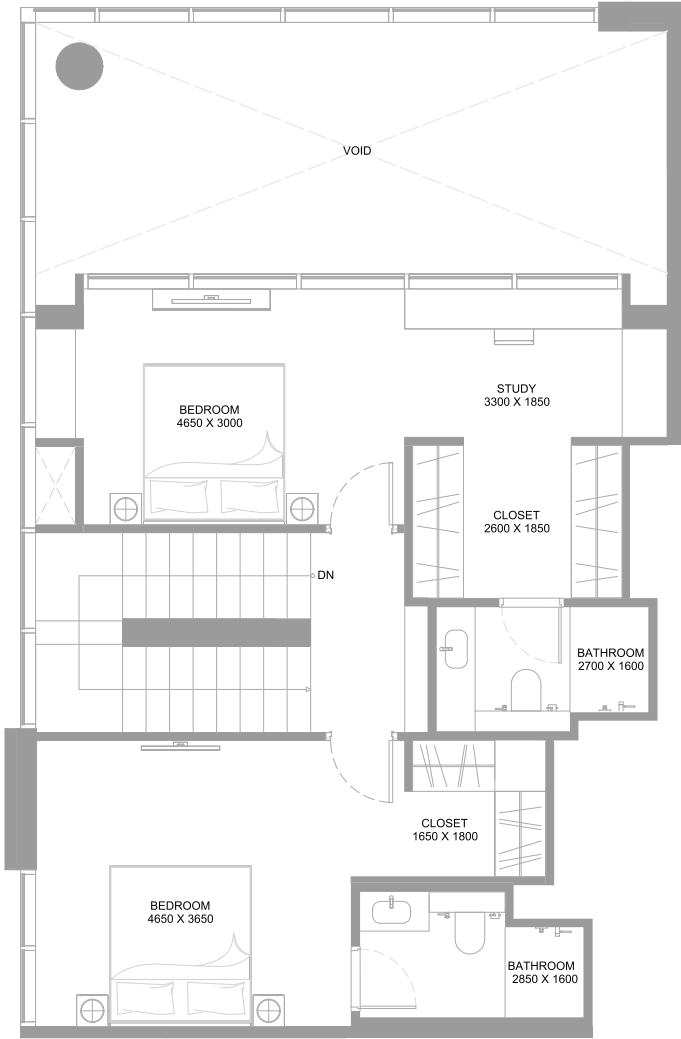 VOID
BEDROOM
4650 X 3000
STUDY
3300 X 1850
CLOSET
2600 X 1850
DN
BATHROOM
2700 X 1600
CLOSET
1650 X 1800
BEDROOM
4650 X 3650
BATHROOM
2850 X 1600